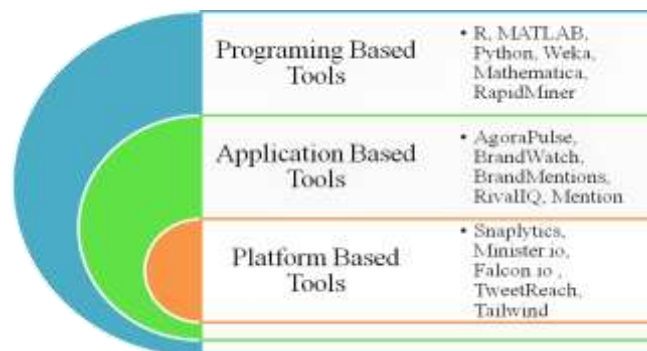 Programing Based
Tools
• R, MATLAB,
Python, Weka,
Mathematica,
RapidMiner
Application Based
Tools
• AgoraPulse,
BrandWatch,
BrandMentions,
RivalIQ, Mention
Platform Based
Tools
• Snaplytics,
Minister.io,
Falcon.io ,
TweetReach,
Tailwind